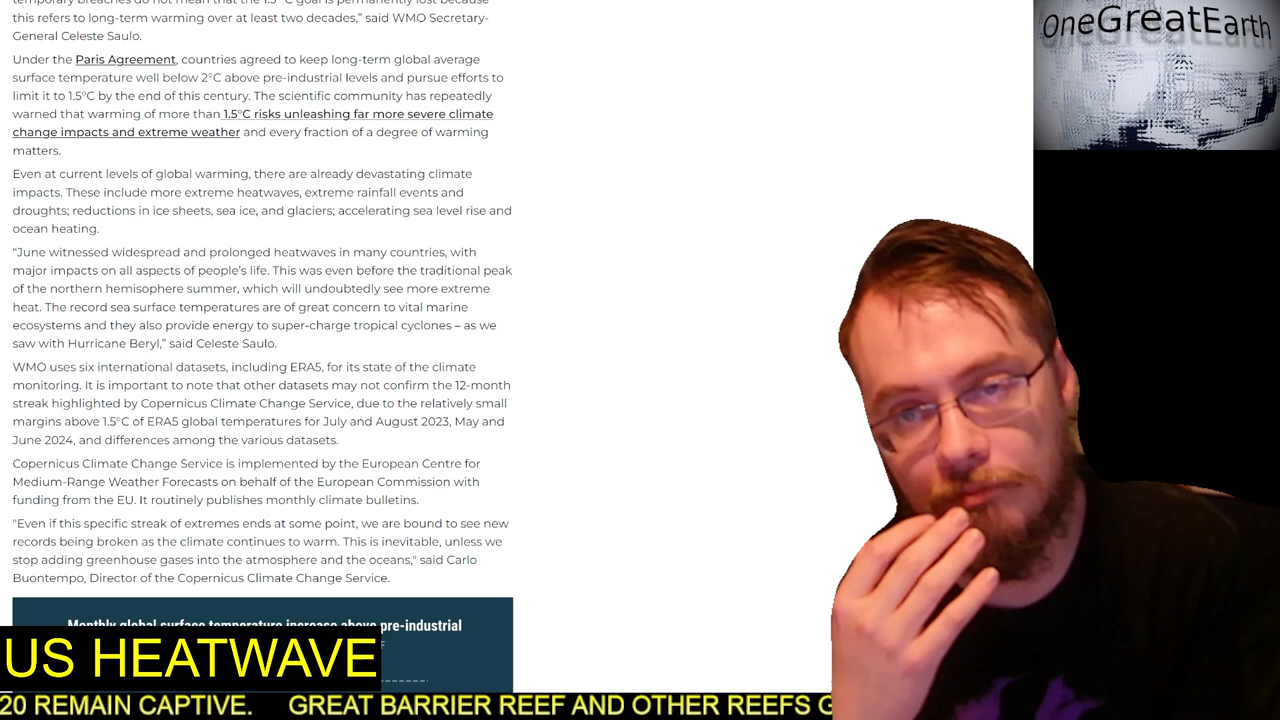 temporary breaches do not mean that the 1.5°C goal is permanently lost because
this refers to long-term warming over at least two decades,” said WMO Secretary-
General Celeste Saulo.
Under the Paris Agreement, countries agreed to keep long-term global average
surface temperature well below 2°C above pre-industrial levels and pursue efforts to
limit it to 1.5°C by the end of this century. The scientific community has repeatedly
warned that warming of more than 1.5°C risks unleashing far more severe climate
change impacts and extreme weather and every fraction of a degree of warming
matters.
Even at current levels of global warming, there are already devastating climate
impacts. These include more extreme heatwaves, extreme rainfall events and
droughts; reductions in ice sheets, sea ice, and glaciers; accelerating sea level rise and
ocean heating.
“June witnessed widespread and prolonged heatwaves in many countries, with
major impacts on all aspects of people’s life. This was even before the traditional peak
of the northern hemisphere summer, which will undoubtedly see more extreme
heat. The record sea surface temperatures are of great concern to vital marine
ecosystems and they also provide energy to super-charge tropical cyclones – as we
saw with Hurricane Beryl,” said Celeste Saulo.
WMO uses six international datasets, including ERA5, for its state of the climate
monitoring. It is important to note that other datasets may not confirm the 12-month
streak highlighted by Copernicus Climate Change Service, due to the relatively small
margins above 1.5°C of ERA5 global temperatures for July and August 2023, May and
June 2024, and differences among the various datasets.
Copernicus Climate Change Service is implemented by the European Centre for
Medium-Range Weather Forecasts on behalf of the European Commission with
funding from the EU. It routinely publishes monthly climate bulletins.
"Even if this specific streak of extremes ends at some point, we are bound to see new
records being broken as the climate continues to warm. This is inevitable, unless we
stop adding greenhouse gases into the atmosphere and the oceans," said Carlo
Buontempo, Director of the Copernicus Climate Change Service.
Monthly global surface temperature increase above pre-industrial
OneGreatEarth
US HEATWAVE
20 REMAIN CAPTIVE. GREAT BARRIER REEF AND OTHER REEFS G